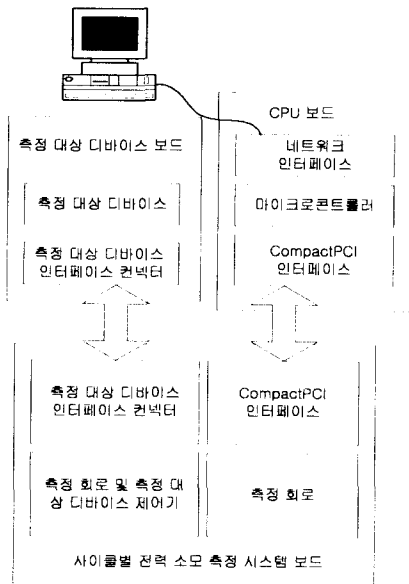 CPU 보드
측정 대상 디바이스 보드
네트워크
인터페이스
측정 대상 디바이스
마이크로콘트롤러
측정 대상 디바이스
인터페이스 컨넥터
CompactPCI
인터페이스
측정 대상 디바이스
인터페이스 컨넥터
CompactPCI
인터페이스
측정 회로 및 측정 대
상 디바이스 제어기
측정 회로
사이클별 전력 소모 측정 시스템 보드